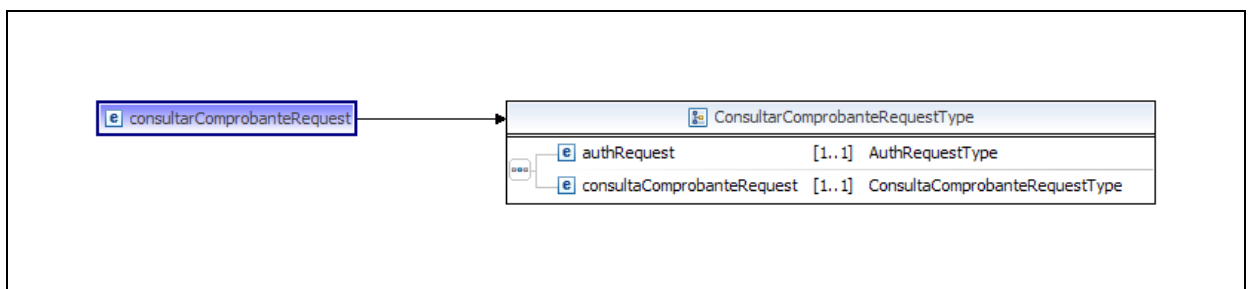 consultarComprobanteRequest
ConsultarComprobanteRequestType
authRequest [1..1] AuthRequestType
consultaComprobanteRequest [1..1] ConsultaComprobanteRequestType